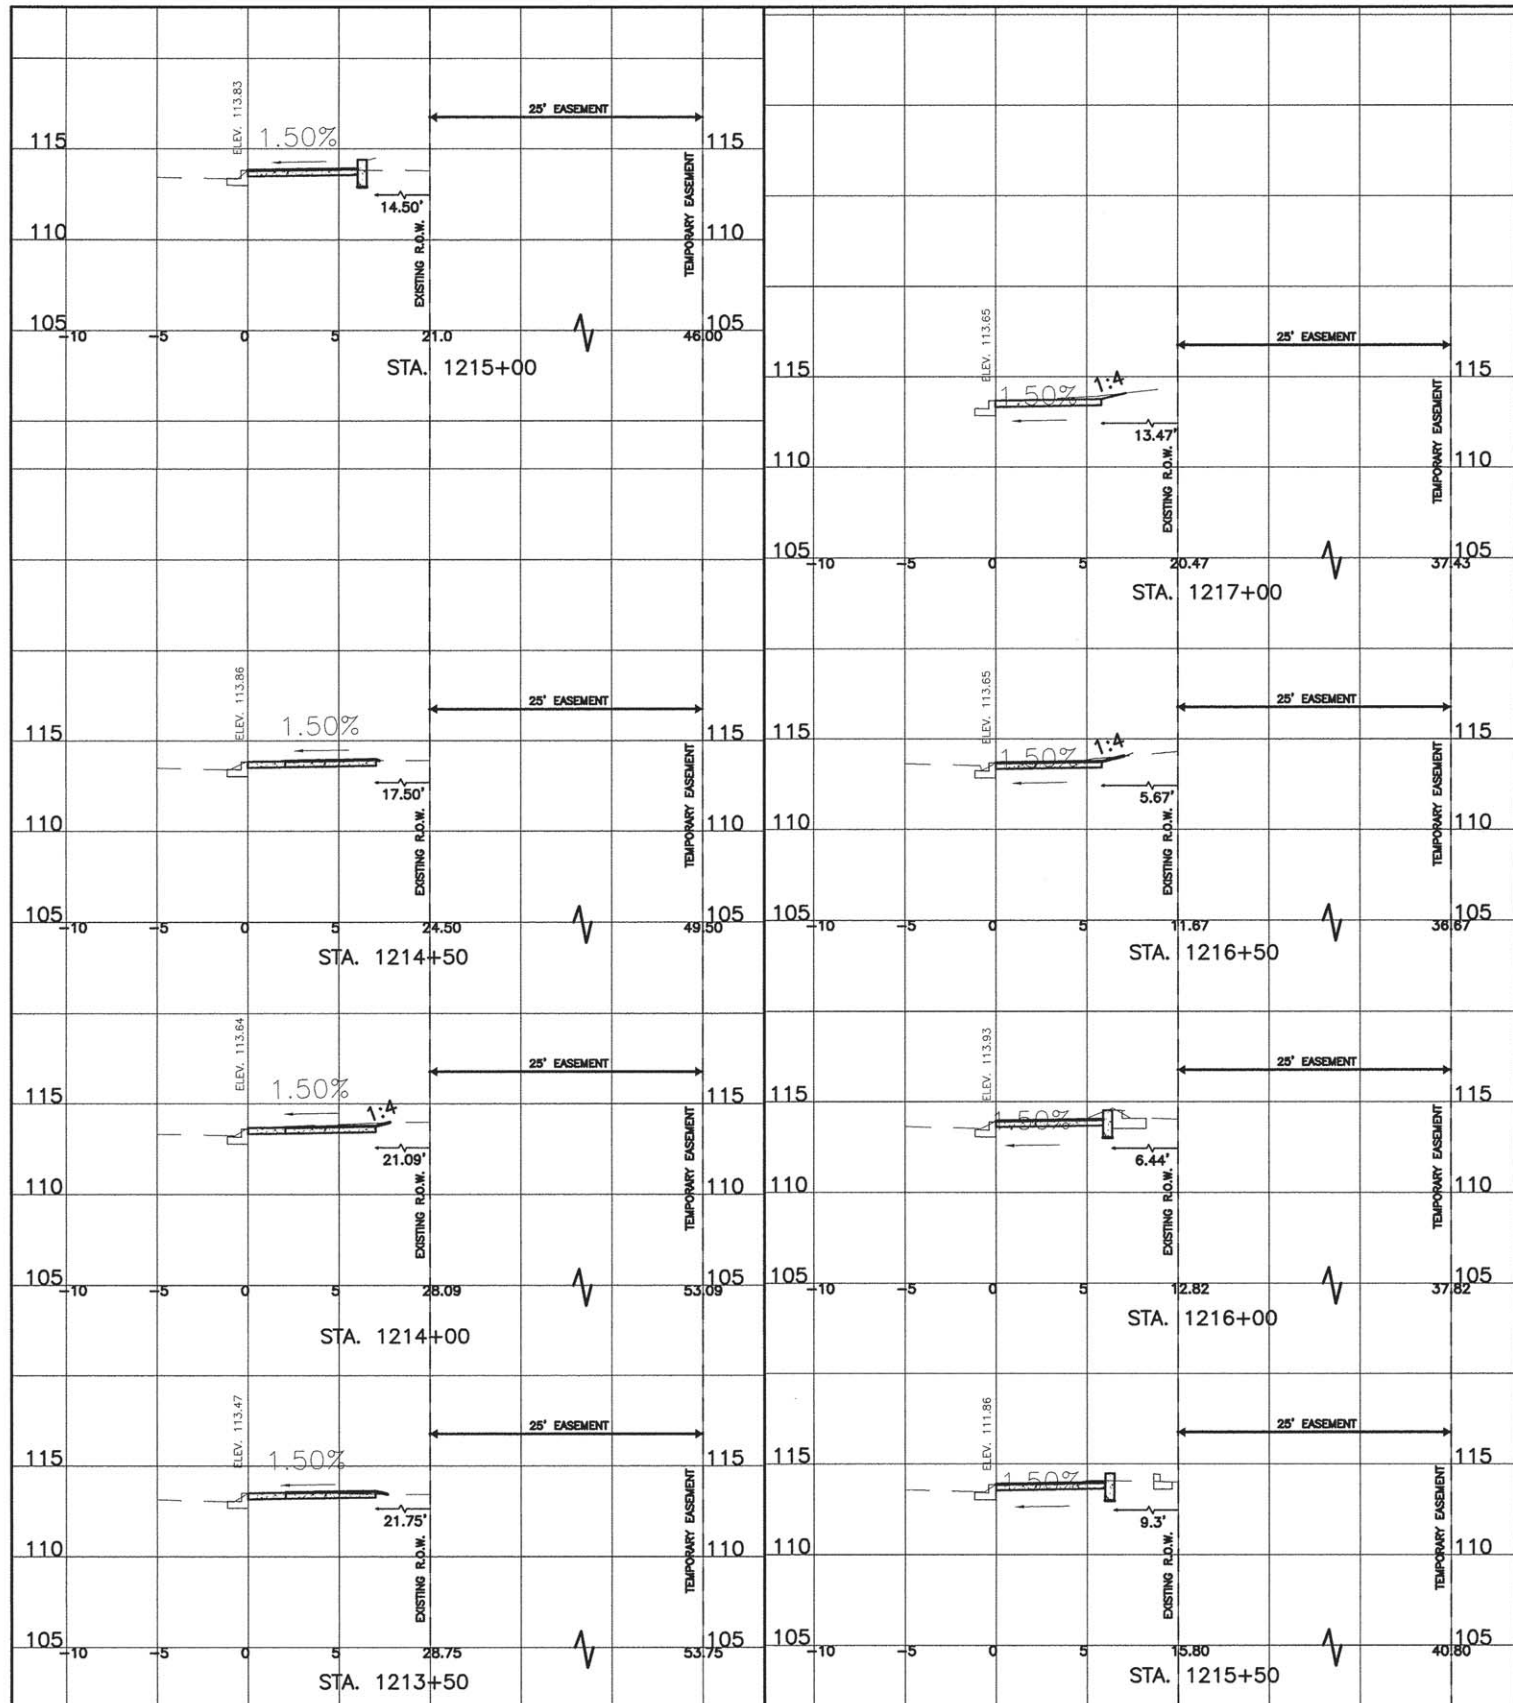 ELEV. 113.83
25' EASEMENT
115 1.50% 115
14.50'
EXISTING R.O.W.
TEMPORARY EASEMENT
110 110
105 105
-10 -5 0 5 21.0 46.00
STA. 1215+00
ELEV. 113.86
25' EASEMENT
115 1.50% 115
17.50'
EXISTING R.O.W.
TEMPORARY EASEMENT
110 110
105 105
-10 -5 0 5 24.50 49.50
STA. 1214+50
ELEV. 113.64
25' EASEMENT
115 1.50% 115
1:4
21.09'
EXISTING R.O.W.
TEMPORARY EASEMENT
110 110
105 105
-10 -5 0 5 28.09 53.09
STA. 1214+00
ELEV. 113.47
25' EASEMENT
115 1.50% 115
21.75'
EXISTING R.O.W.
TEMPORARY EASEMENT
110 110
105 105
-10 -5 0 5 28.75 53.75
STA. 1213+50
ELEV. 113.65
25' EASEMENT
115 115
1.50% 1:4
13.47'
EXISTING R.O.W.
TEMPORARY EASEMENT
110 110
105 105
-10 -5 0 5 20.47 37.43
STA. 1217+00
ELEV. 113.65
25' EASEMENT
115 115
1.50% 1:4
5.67'
EXISTING R.O.W.
TEMPORARY EASEMENT
110 110
105 105
-10 -5 0 5 11.67 36.67
STA. 1216+50
ELEV. 113.93
25' EASEMENT
115 115
1.50%
6.44'
EXISTING R.O.W.
TEMPORARY EASEMENT
110 110
105 105
-10 -5 0 5 12.82 37.82
STA. 1216+00
ELEV. 111.86
25' EASEMENT
115 115
1.50%
9.3'
EXISTING R.O.W.
TEMPORARY EASEMENT
110 110
105 105
-10 -5 0 5 15.80 40.80
STA. 1215+50